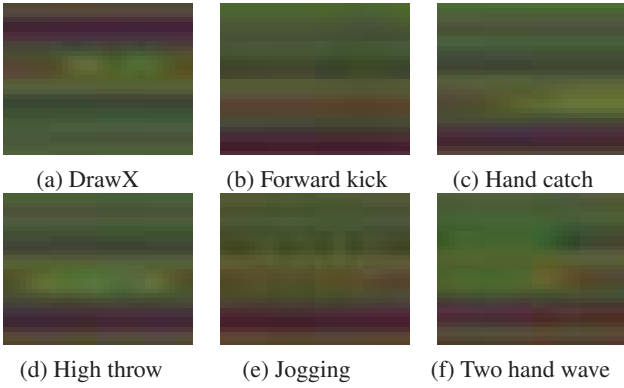 (a) DrawX
(b) Forward kick
(c) Hand catch
(d) High throw
(e) Jogging
(f) Two hand wave